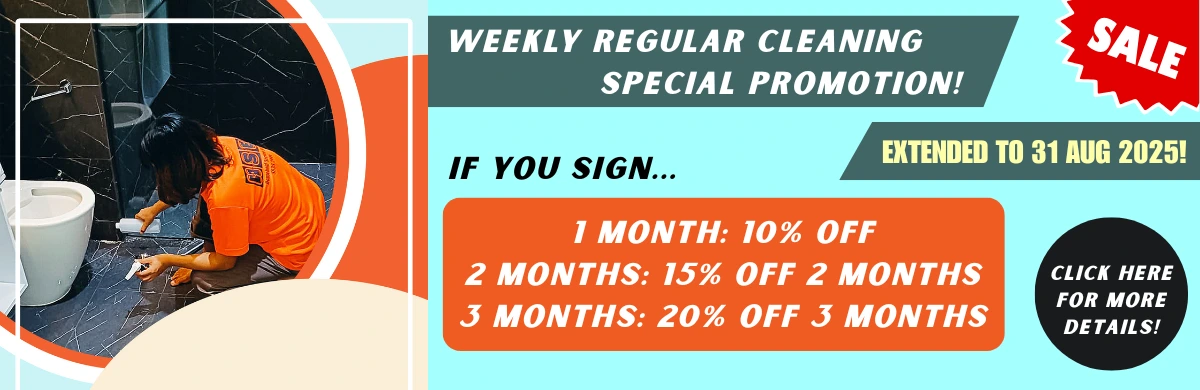 WEEKLY REGULAR CLEANING
SPECIAL PROMOTION!
SALE
EXTENDED TO 31 AUG 2025!
IF YOU SIGN...
1 MONTH: 10% OFF
2 MONTHS: 15% OFF 2 MONTHS
3 MONTHS: 20% OFF 3 MONTHS
CLICK HERE
FOR MORE
DETAILS!